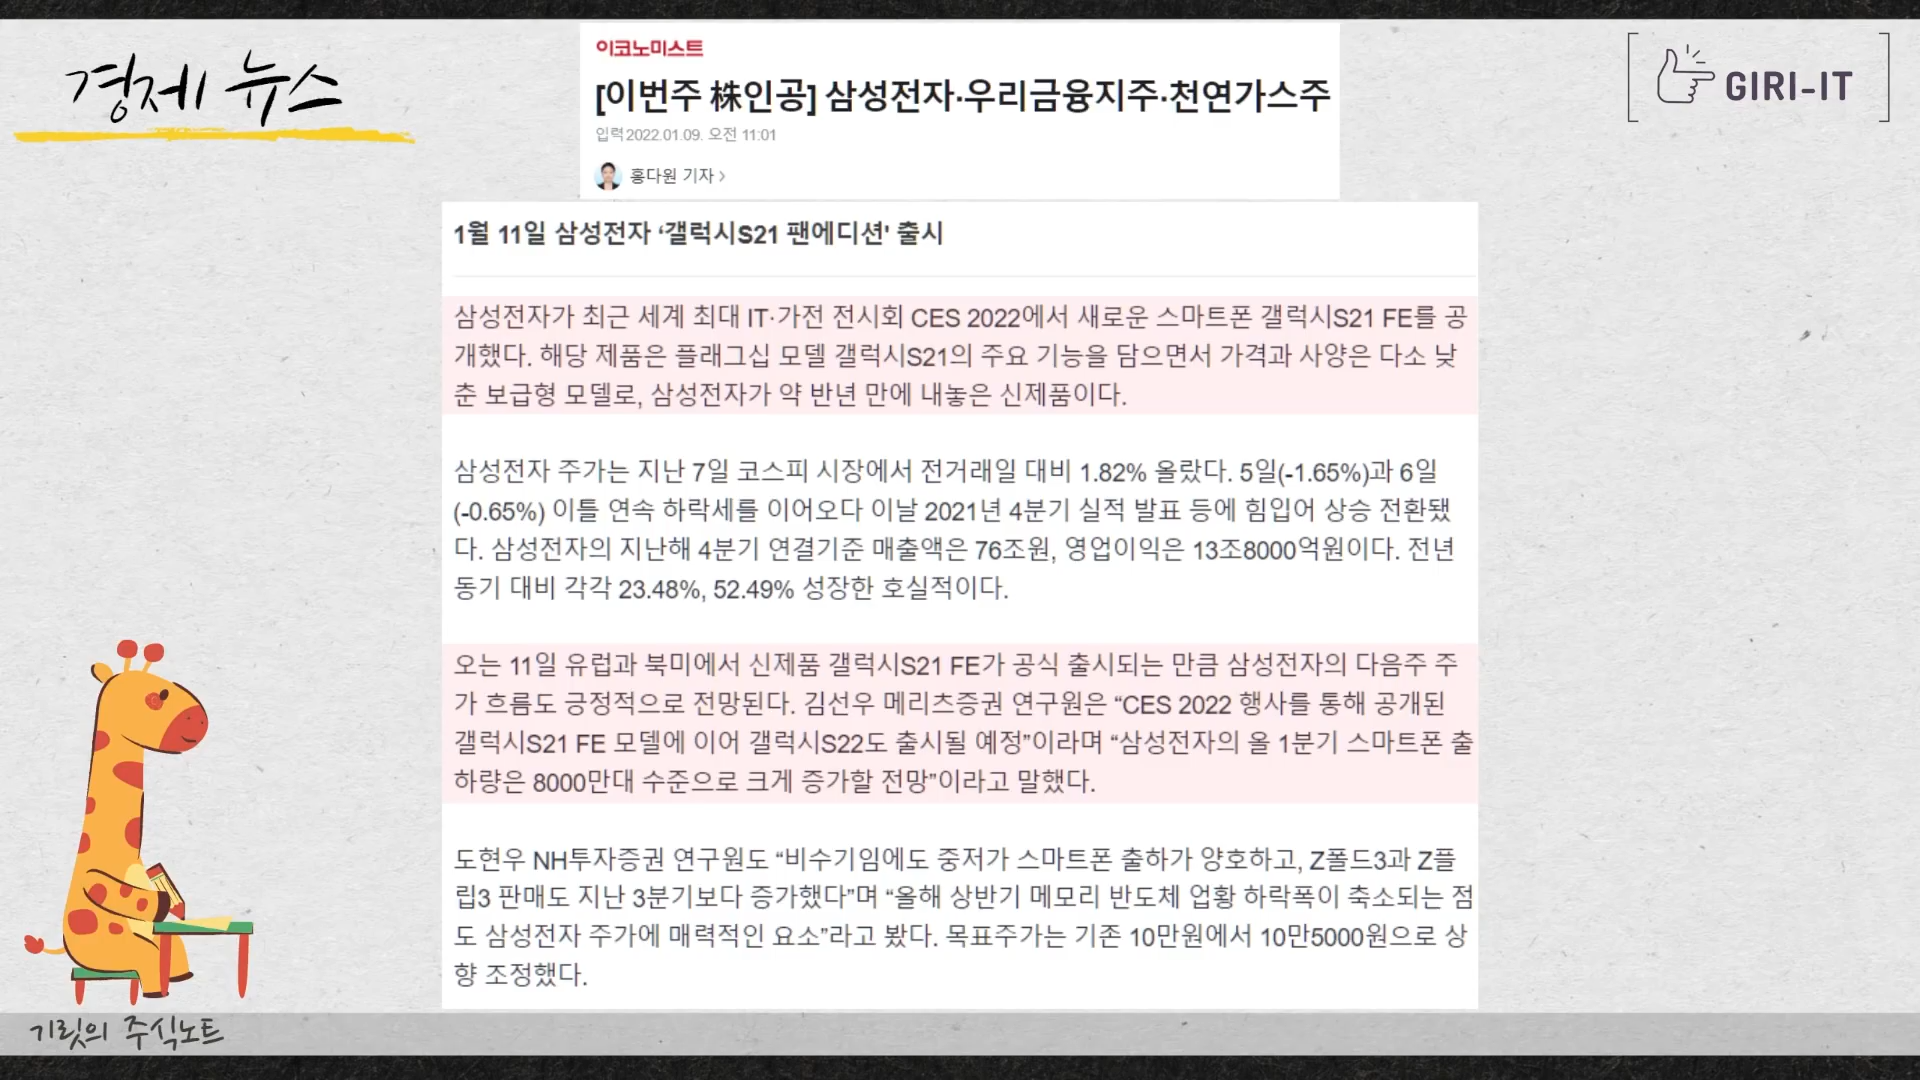 경제 뉴스
이코노미스트
[이번주 株인공] 삼성전자·우리금융지주·천연가스주
입력2022.01.09. 오전 11:01
홍다원 기자 >
GIRI-IT
1월 11일 삼성전자 ‘갤럭시S21 팬에디션' 출시
삼성전자가 최근 세계 최대 IT·가전 전시회 CES 2022에서 새로운 스마트폰 갤럭시S21 FE를 공
개했다. 해당 제품은 플래그십 모델 갤럭시S21의 주요 기능을 담으면서 가격과 사양은 다소 낮
춘 보급형 모델로, 삼성전자가 약 반년 만에 내놓은 신제품이다.
삼성전자 주가는 지난 7일 코스피 시장에서 전거래일 대비 1.82% 올랐다. 5일(-1.65%)과 6일
(-0.65%) 이틀 연속 하락세를 이어오다 이날 2021년 4분기 실적 발표 등에 힘입어 상승 전환됐
다. 삼성전자의 지난해 4분기 연결기준 매출액은 76조원, 영업이익은 13조8000억원이다. 전년
동기 대비 각각 23.48%, 52.49% 성장한 호실적이다.
오는 11일 유럽과 북미에서 신제품 갤럭시S21 FE가 공식 출시되는 만큼 삼성전자의 다음주 주
가 흐름도 긍정적으로 전망된다. 김선우 메리츠증권 연구원은 “CES 2022 행사를 통해 공개된
갤럭시S21 FE 모델에 이어 갤럭시S22도 출시될 예정”이라며 “삼성전자의 올 1분기 스마트폰 출
하량은 8000만대 수준으로 크게 증가할 전망”이라고 말했다.
도현우 NH투자증권 연구원도 “비수기임에도 중저가 스마트폰 출하가 양호하고, Z폴드3과 Z플
립3 판매도 지난 3분기보다 증가했다”며 “올해 상반기 메모리 반도체 업황 하락폭이 축소되는 점
도 삼성전자 주가에 매력적인 요소”라고 봤다. 목표주가는 기존 10만원에서 10만5000원으로 상
향 조정했다.
기릿의 주식노트